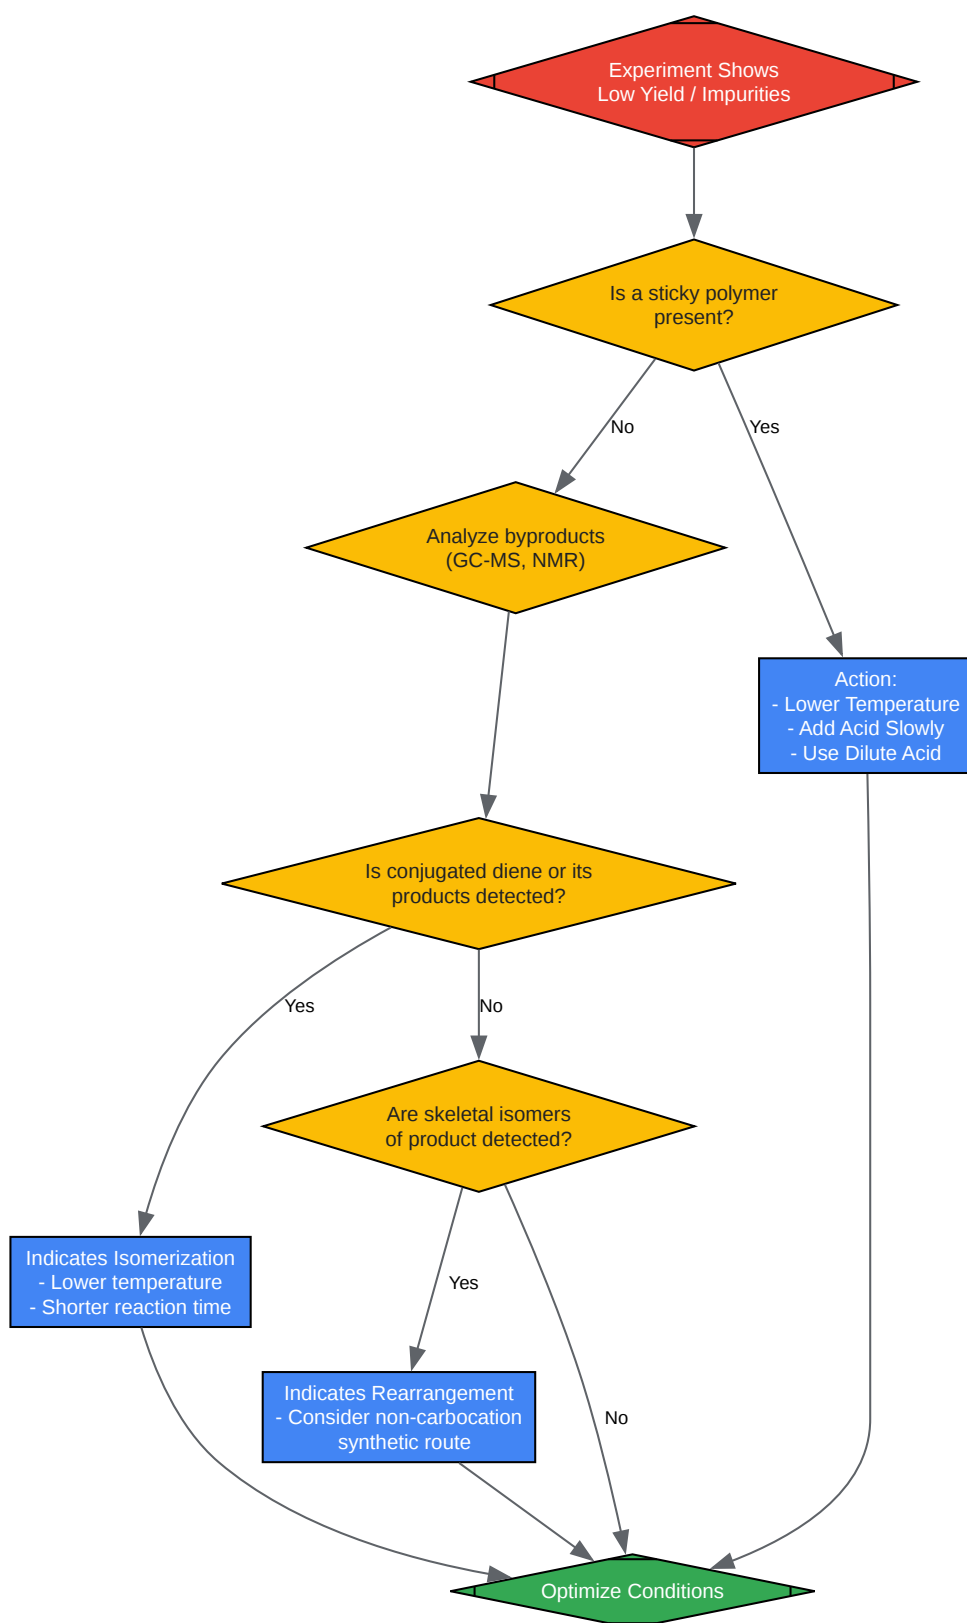 Experiment Shows
Low Yield / Impurities
Is a sticky polymer
present?
No
Yes
Analyze byproducts
(GC-MS, NMR)
Action:
- Lower Temperature
- Add Acid Slowly
- Use Dilute Acid
Is conjugated diene or its
products detected?
Yes
No
Are skeletal isomers
of product detected?
Indicates Isomerization
- Lower temperature
- Shorter reaction time
Yes
Indicates Rearrangement
- Consider non-carbocation
synthetic route
No
Optimize Conditions